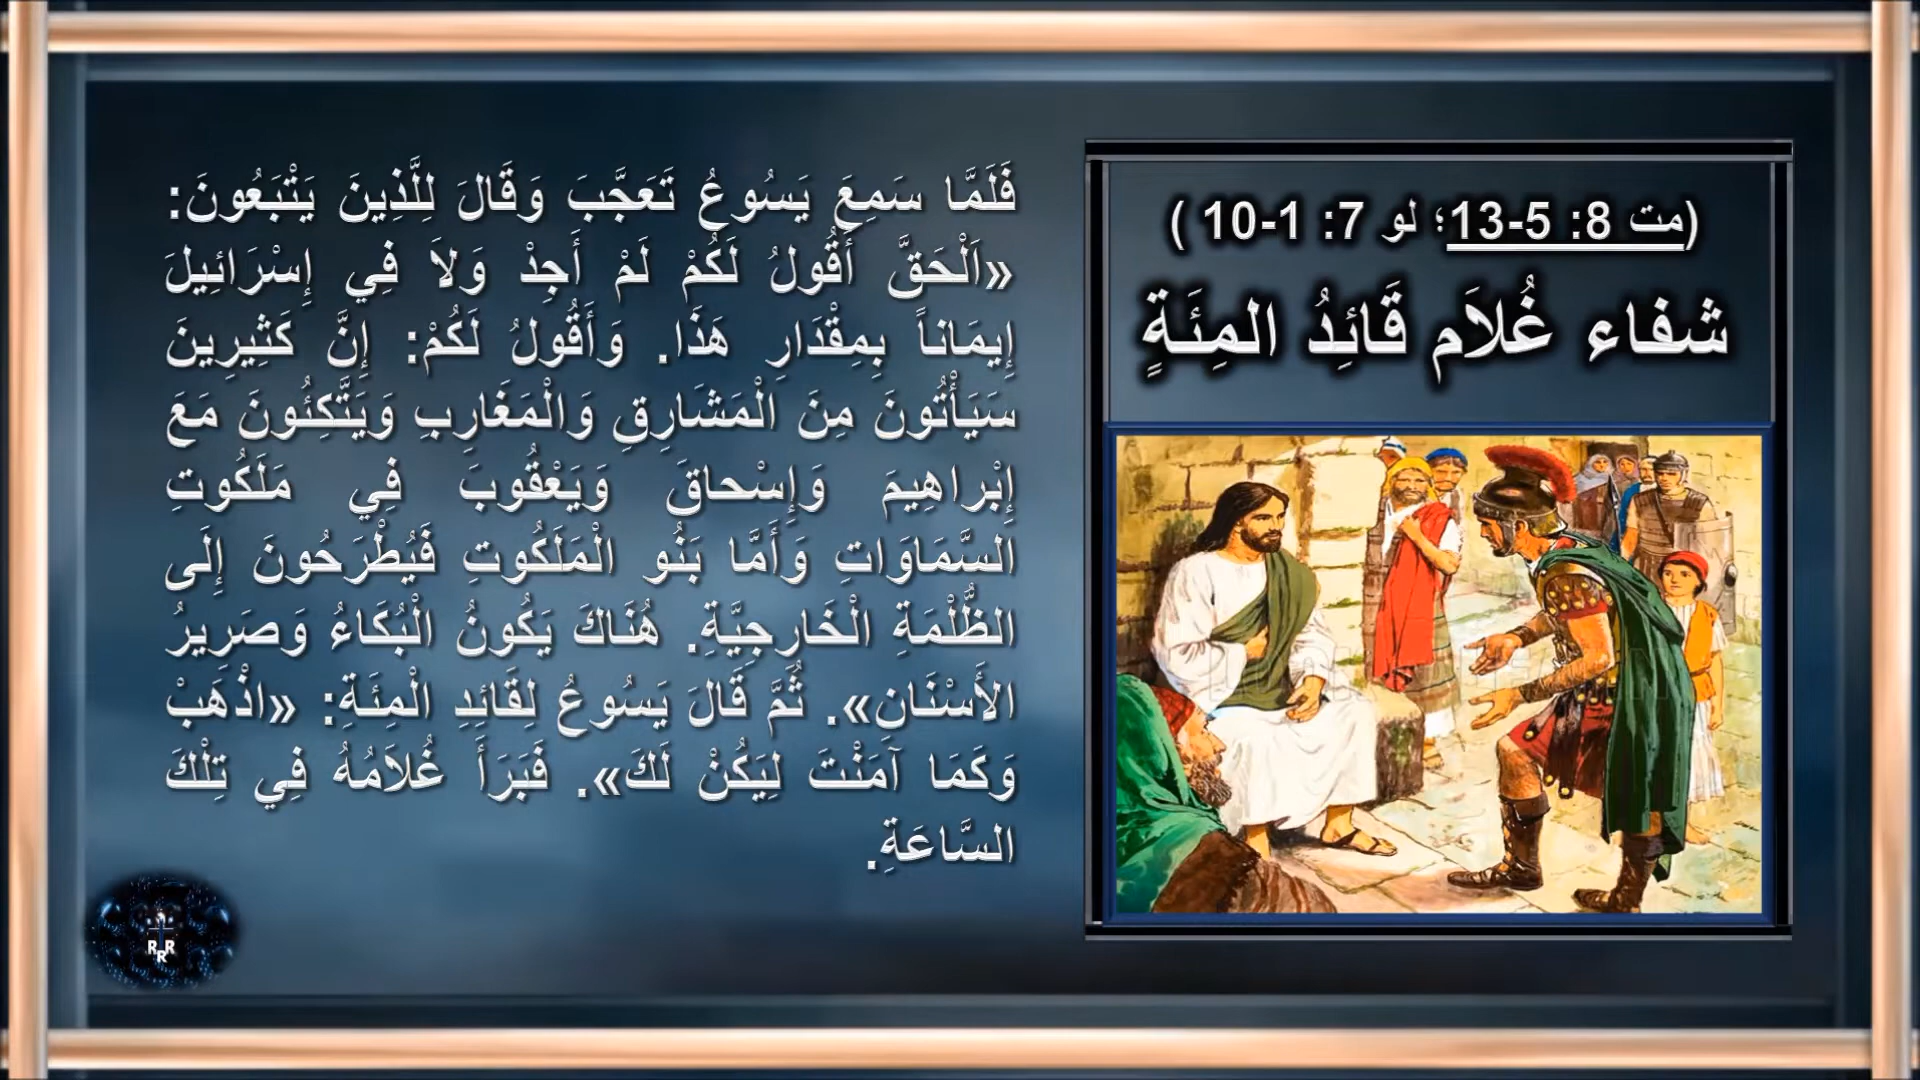 (مت 8: 5-13؛ لو 7: 1-10 )
شفاء غُلاَم قَائِدُ المِئَةٍ
فَلَمَّا سَمِعَ يَسُوعُ تَعَجَّبَ وَقَالَ لِلَّذِينَ يَتْبَعُونَ:
«اَلْحَقَّ أَقُولُ لَكُمْ لَمْ أَجِدْ وَلاَ فِي إِسْرَائِيلَ
إِيمَاناً بِمِقْدَارِ هَذَا. وَأَقُولُ لَكُمْ: إِنَّ كَثِيرِينَ
سَيَأْتُونَ مِنَ الْمَشَارِقِ وَالْمَغَارِبِ وَيَتَّكِئُونَ مَعَ
إِبْراهِيمَ وَإِسْحاقَ وَيَعْقُوبَ فِي مَلَكُوتِ
السَّمَاوَاتِ وَأَمَّا بَنُو الْمَلَكُوتِ فَيُطْرَحُونَ إِلَى
الظُّلْمَةِ الْخَارِجِيَّةِ. هُنَاكَ يَكُونُ الْبُكَاءُ وَصَرِيرُ
الأَسْنَانِ». ثُمَّ قَالَ يَسُوعُ لِقَائِدِ الْمِئَةِ: «اذْهَبْ
وَكَمَا آمَنْتَ لِيَكُنْ لَكَ». فَبَرَأَ غُلاَمُهُ فِي تِلْكَ
السَّاعَةِ.
R R
R